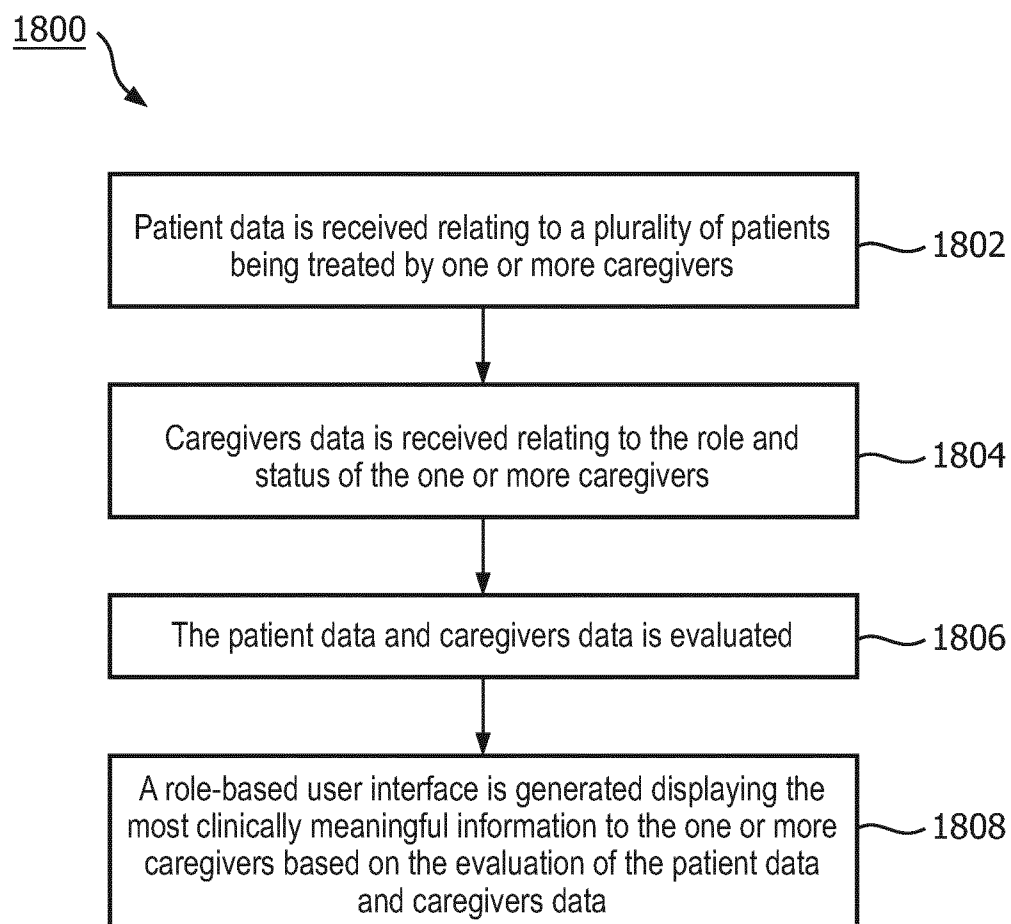 1800
Patient data is received relating to a plurality of patients
being treated by one or more caregivers
1802
Caregivers data is received relating to the role and
status of the one or more caregivers
1804
The patient data and caregivers data is evaluated
1806
A role-based user interface is generated displaying the
most clinically meaningful information to the one or more
caregivers based on the evaluation of the patient data
and caregivers data
1808